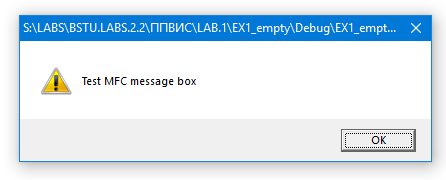 S:\LABS\BSTU.LABS.2.2\ППВИС\LAB.1\EX1_empty\Debug\EX1_empt...
Test MFC message box
OK